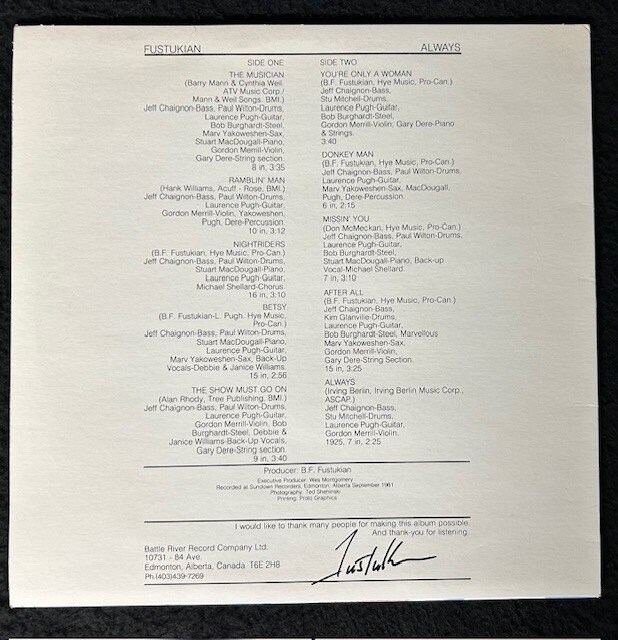 FUSTUKIAN
ALWAYS
SIDE ONE
THE MUSICIAN
(Barry Mann & Cynthia Weil,
ATV Music Corp./
Mann & Weil Songs. BMI.)
Jeff Chaignon-Bass, Paul Wilton-Drums,
Laurence Pugh-Guitar,
Bob Burghardt-Steel,
Marv Yakoweshen-Sax,
Stuart MacDougall-Piano,
Gordon Merrill-Violin,
Gary Dere-String section.
8 in, 3:35
RAMBLIN' MAN
(Hank Williams, Acuff - Rose, BMI.)
Jeff Chaignon-Bass, Paul Wilton-Drums,
Laurence Pugh-Guitar,
Gordon Merrill-Violin, Yakoweshen,
Pugh, Dere-Percussion.
10 in, 3:12
NIGHTRIDERS
(B.F. Fustukian, Hye Music, Pro-Can.)
Jeff Chaignon-Bass, Paul Wilton-Drums,
Stuart MacDougall-Piano,
Laurence Pugh-Guitar,
Michael Shellard-Chorus.
16 in, 3:10
BETSY
(B.F. Fustukian-L. Pugh, Hye Music,
Pro-Can.)
Jeff Chaignon-Bass, Paul Wilton-Drums,
Stuart MacDougall-Piano,
Laurence Pugh-Guitar,
Marv Yakoweshen-Sax, Back-Up
Vocals-Debbie & Janice Williams.
15 in, 2:56
THE SHOW MUST GO ON
(Alan Rhody, Tree Publishing, BMI.)
Jeff Chaignon-Bass, Paul Wilton-Drums,
Laurence Pugh-Guitar,
Gordon Merrill-Violin, Bob
Burghardt-Steel, Debbie &
Janice Williams-Back-Up Vocals,
Gary Dere-String section.
9 in, 3:40
SIDE TWO
YOU'RE ONLY A WOMAN
(B.F. Fustukian, Hye Music, Pro-Can.)
Jeff Chaignon-Bass,
Stu Mitchell-Drums,
Laurence Pugh-Guitar,
Bob Burghardt-Steel,
Gordon Merrill-Violin, Gary Dere-Piano
& Strings.
3:40
DONKEY MAN
(B.F. Fustukian, Hye Music, Pro-Can.)
Jeff Chaignon-Bass, Paul Wilton-Drums,
Laurence Pugh-Guitar,
Marv Yakoweshen-Sax, MacDougall,
Pugh, Dere-Percussion.
6 in, 2:15
MISSIN' YOU
(Don McMeckan, Hye Music, Pro-Can.)
Jeff Chaignon-Bass, Paul Wilton-Drums,
Laurence Pugh-Guitar,
Bob Burghardt-Steel,
Stuart MacDougall-Piano, Back-up
Vocal-Michael Shellard.
7 in, 3:10
AFTER ALL
(B.F. Fustukian, Hye Music, Pro-Can.)
Jeff Chaignon-Bass,
Kim Glanville-Drums,
Laurence Pugh-Guitar,
Bob Burghardt-Steel, Marvellous
Marv Yakoweshen-Sax,
Gordon Merrill-Violin,
Gary Dere-String Section.
15 in, 3:25
ALWAYS
(Irving Berlin, Irving Berlin Music Corp.,
ASCAP.)
Jeff Chaignon-Bass,
Stu Mitchell-Drums,
Laurence Pugh-Guitar,
Gordon Merrill-Violin.
1925, 7 in, 2:25
Producer: B.F. Fustukian
Executive Producer: Wes Montgomery
Recorded at Sundown Recorders, Edmonton, Alberta September 1981
Photography: Ted Shehinski
Printing: Proto Graphics
I would like to thank many people for making this album possible.
And thank-you for listening.
Battle River Record Company Ltd.
10731 - 84 Ave.
Edmonton, Alberta, Canada T6E 2H8
Ph.(403)439-7269
Fustukian